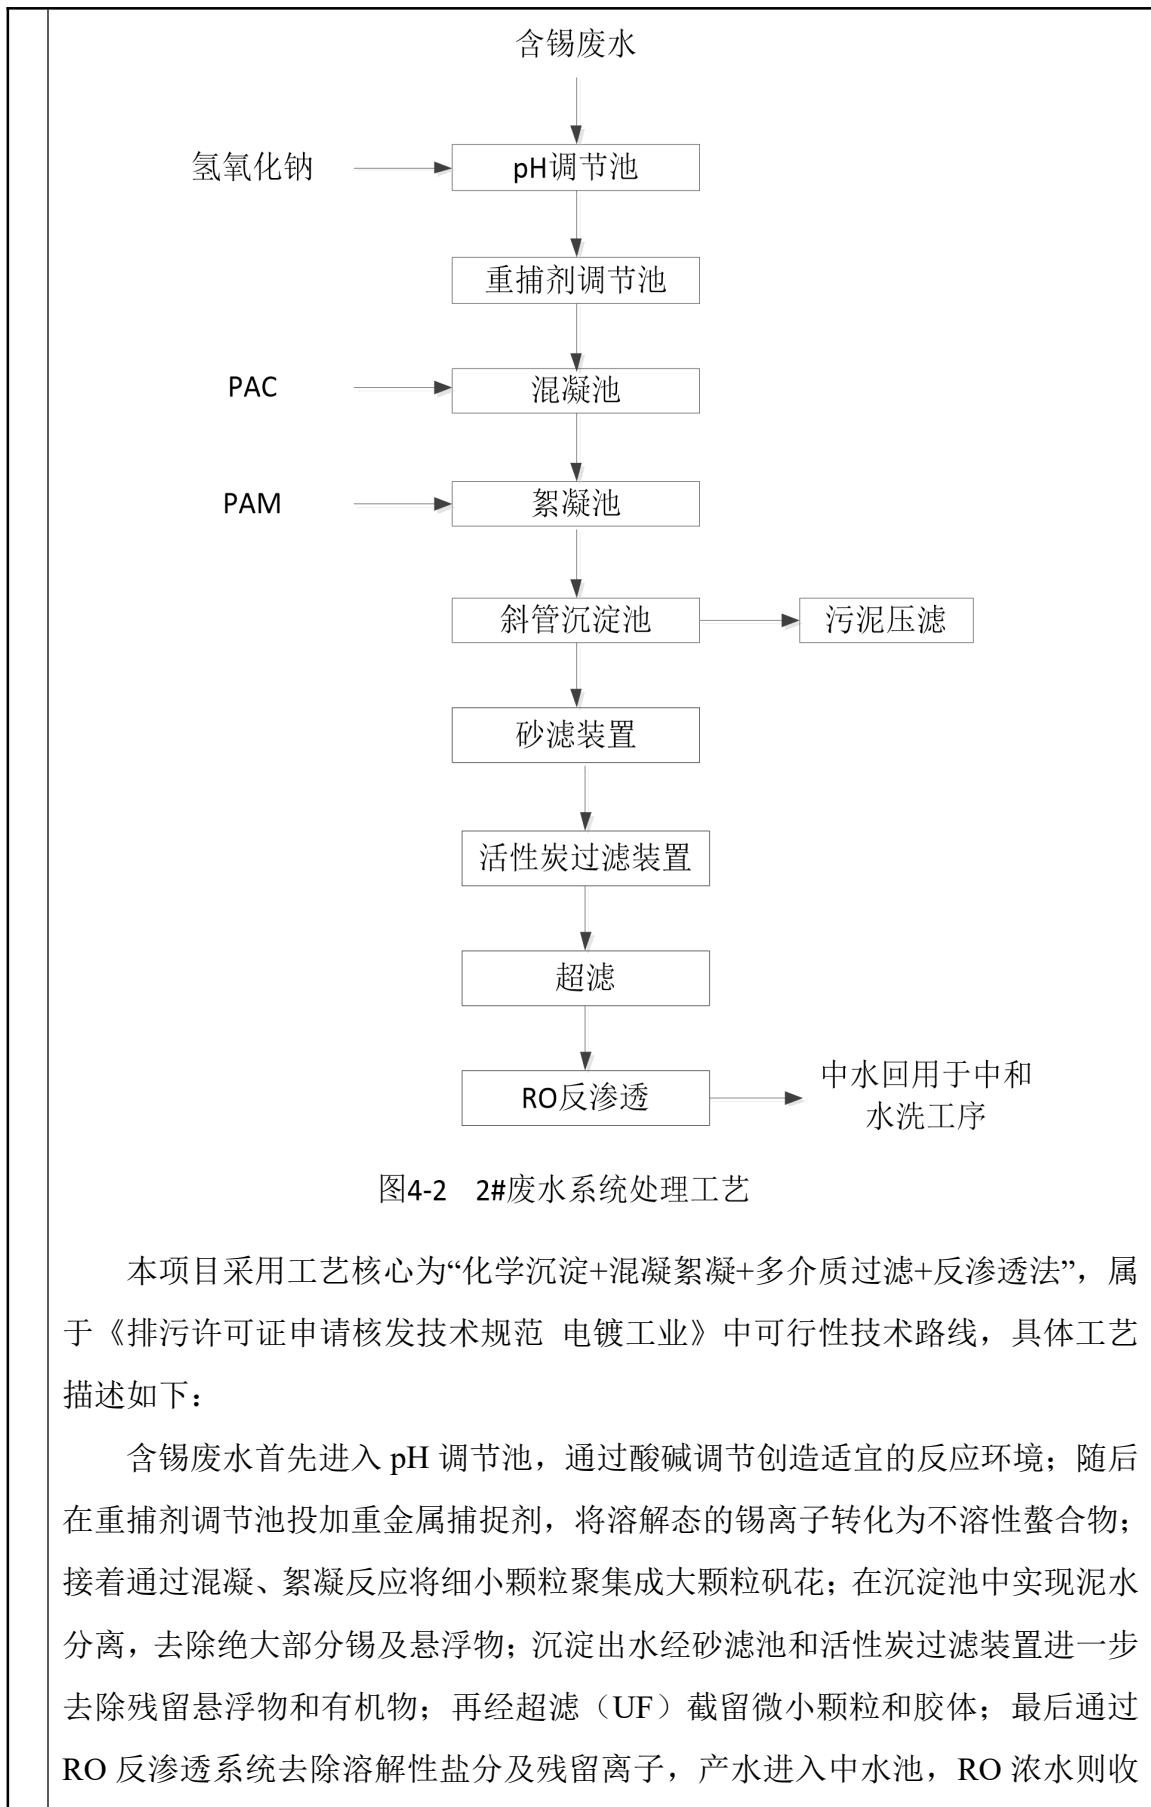 含锡废水
氢氧化钠
pH调节池
重捕剂调节池
PAC
混凝池
PAM
絮凝池
斜管沉淀池
污泥压滤
砂滤装置
活性炭过滤装置
超滤
RO反渗透
中水回用于中和
水洗工序
图4-2 2#废水系统处理工艺
本项目采用工艺核心为“化学沉淀+混凝絮凝+多介质过滤+反渗透法”，属
于《排污许可证申请核发技术规范 电镀工业》中可行性技术路线，具体工艺
描述如下：
含锡废水首先进入 pH 调节池，通过酸碱调节创造适宜的反应环境；随后
在重捕剂调节池投加重金属捕捉剂，将溶解态的锡离子转化为不溶性螯合物；
接着通过混凝、絮凝反应将细小颗粒聚集成大颗粒矾花；在沉淀池中实现泥水
分离，去除绝大部分锡及悬浮物；沉淀出水经砂滤池和活性炭过滤装置进一步
去除残留悬浮物和有机物；再经超滤（UF）截留微小颗粒和胶体；最后通过
RO 反渗透系统去除溶解性盐分及残留离子，产水进入中水池，RO 浓水则收